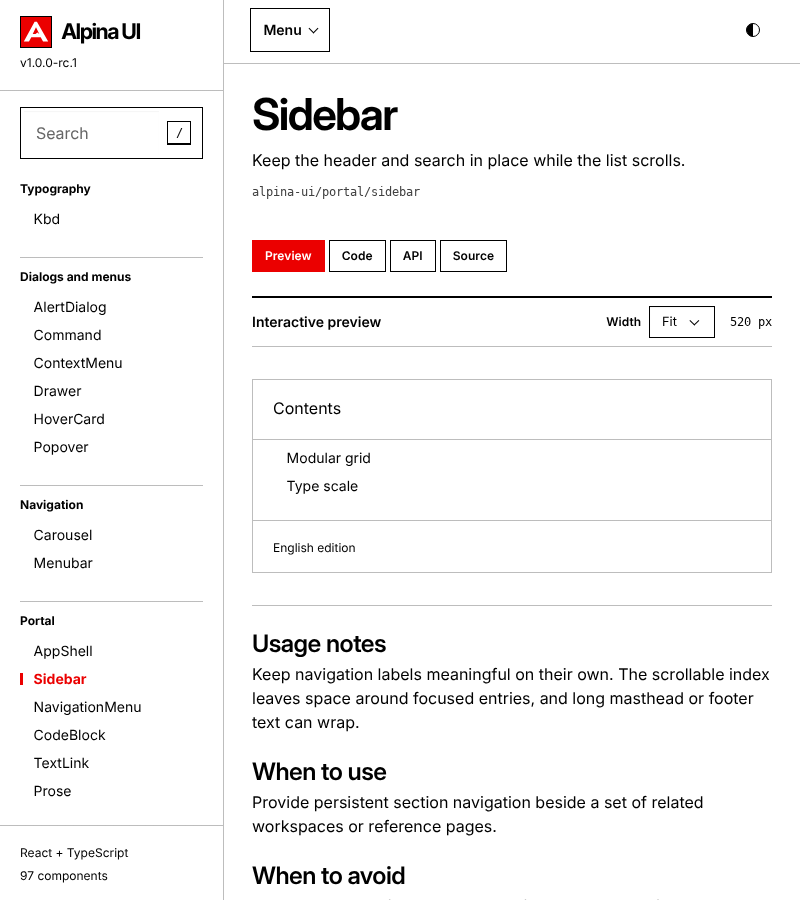 Alpina UI
v1.0.0-rc.1
Search /
Typography
Kbd
Dialogs and menus
AlertDialog
Command
ContextMenu
Drawer
HoverCard
Popover
Navigation
Carousel
Menubar
Portal
AppShell
Sidebar
NavigationMenu
CodeBlock
TextLink
Prose
React + TypeScript
97 components
Menu
Sidebar
Keep the header and search in place while the list scrolls.
alpina-ui/portal/sidebar
Preview Code API Source
Interactive preview Width Fit 520 px
Contents
Modular grid
Type scale
English edition
Usage notes
Keep navigation labels meaningful on their own. The scrollable index
leaves space around focused entries, and long masthead or footer
text can wrap.
When to use
Provide persistent section navigation beside a set of related
workspaces or reference pages.
When to avoid